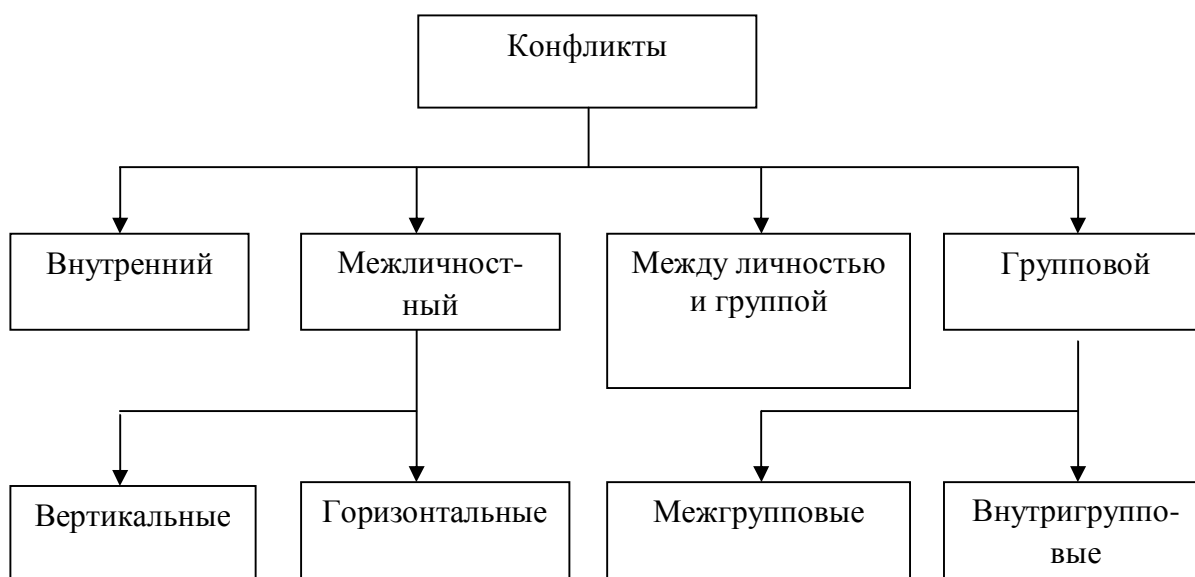 Конфликты
Внутренний
Межличност-
ный
Между личностью
и группой
Групповой
Вертикальные
Горизонтальные
Межгрупповые
Внутригруппо-
вые